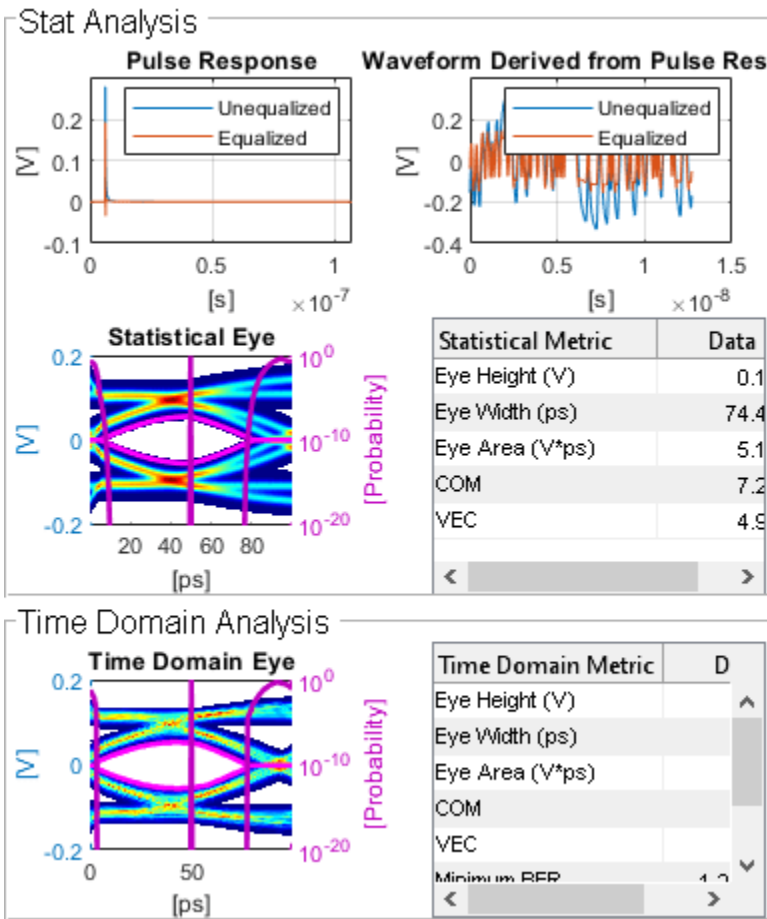 Stat Analysis
Pulse Response
Unequalized
Equalized
[V]
0.2
0.1
0
-0.1
0
0.5
1
[s]
×10⁻⁷
Waveform Derived from Pulse Res
Unequalized
Equalized
[V]
0.2
0
-0.2
-0.4
0
0.5
1
1.5
[s]
×10⁻⁸
Statistical Eye
[V]
0.2
0
-0.2
10⁰
10⁻¹⁰
10⁻²⁰
[Probability]
20 40 60 80
[ps]
Statistical Metric Data
Eye Height (V) 0.1
Eye Width (ps) 74.4
Eye Area (V*ps) 5.1
COM 7.2
VEC 4.9
Time Domain Analysis
Time Domain Eye
[V]
0.2
0
-0.2
10⁰
10⁻¹⁰
10⁻²⁰
[Probability]
0 50
[ps]
Time Domain Metric D
Eye Height (V)
Eye Width (ps)
Eye Area (V*ps)
COM
VEC
Minimum BER